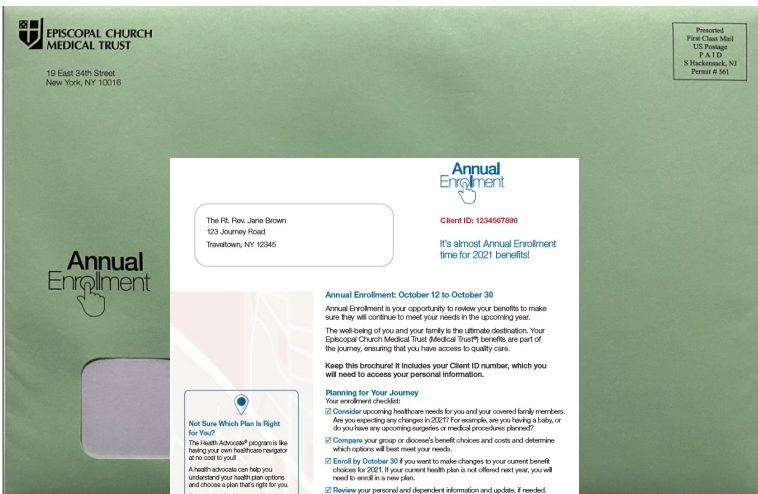 EPISCOPAL CHURCH
MEDICAL TRUST
19 East 34th Street
New York, NY 10016
Presorted
First Class Mail
US Postage
P A I D
S Hackensack, NJ
Permit # 561
Annual
Enrollment
Annual
Enrollment
The Rt. Rev. Jane Brown
123 Journey Road
Traveltown, NY 12345
Client ID: 1234567890
It's almost Annual Enrollment
time for 2021 benefits!
Annual Enrollment: October 12 to October 30
Annual Enrollment is your opportunity to review your benefits to make
sure they will continue to meet your needs in the upcoming year.
The well-being of you and your family is the ultimate destination. Your
Episcopal Church Medical Trust (Medical Trust®) benefits are part of
the journey, ensuring that you have access to quality care.
Keep this brochure! It includes your Client ID number, which you
will need to access your personal information.
Planning for Your Journey
Your enrollment checklist:
Consider upcoming healthcare needs for you and your covered family members.
Are you expecting any changes in 2021? For example, are you having a baby, or
do you have any upcoming surgeries or medical procedures planned?
Compare your group or diocese's benefit choices and costs and determine
which options will best meet your needs.
Enroll by October 30 if you want to make changes to your current benefit
choices for 2021. If your current health plan is not offered next year, you will
need to enroll in a new plan.
Review your personal and dependent information and update, if needed.
Not Sure Which Plan Is Right
for You?
The Health Advocate® program is like
having your own healthcare navigator
at no cost to you!
A health advocate can help you
understand your health plan options
and choose a plan that's right for you.